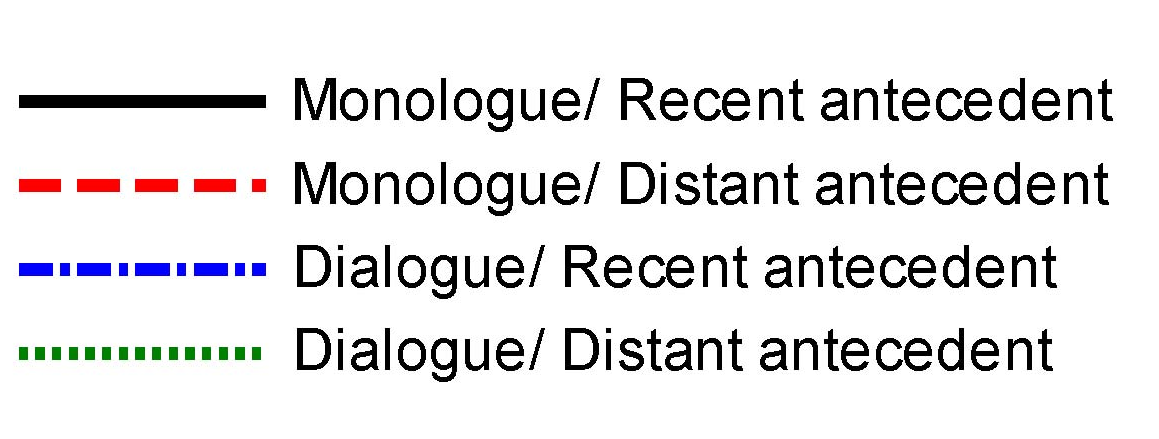 Monologue/ Recent antecedent
Monologue/ Distant antecedent
Dialogue/ Recent antecedent
Dialogue/ Distant antecedent